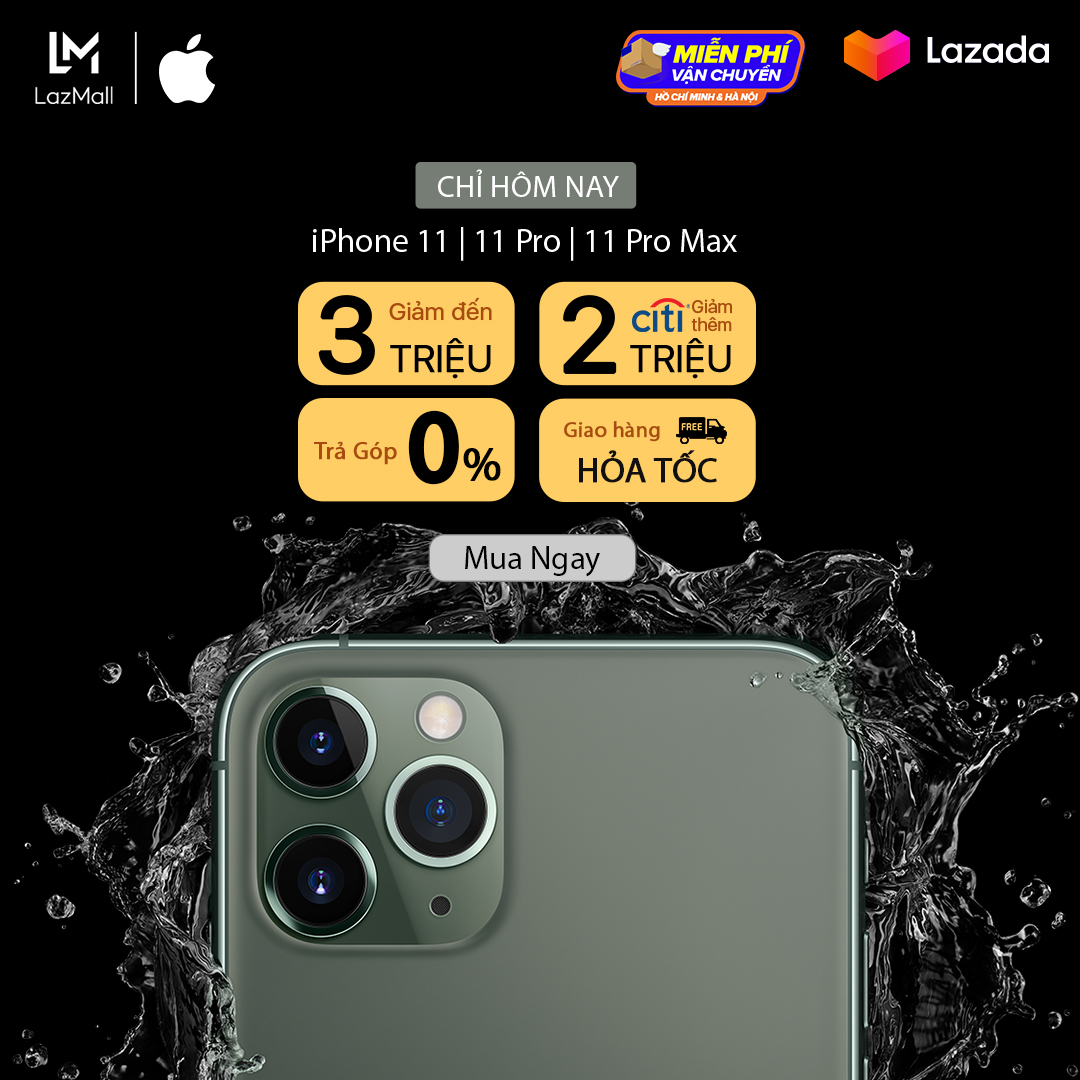 LM
LazMall
MIỄN PHÍ
VẬN CHUYỂN
HỒ CHÍ MINH & HÀ NỘI
Lazada
CHỈ HÔM NAY
iPhone 11 | 11 Pro | 11 Pro Max
3 Giảm đến
TRIỆU
2 citi Giảm
thêm
TRIỆU
Trả Góp 0%
Giao hàng FREE
HỎA TỐC
Mua Ngay